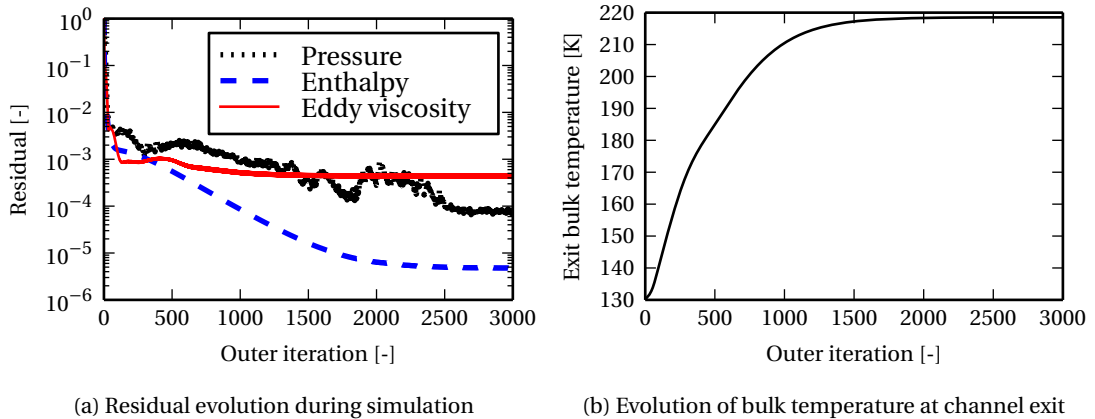 10⁰
10⁻¹
10⁻²
10⁻³
10⁻⁴
10⁻⁵
10⁻⁶
Residual [-]
Pressure
Enthalpy
Eddy viscosity
0 500 1000 1500 2000 2500 3000
Outer iteration [-]
(a) Residual evolution during simulation
220
210
200
190
180
170
160
150
140
130
Exit bulk temperature [K]
0 500 1000 1500 2000 2500 3000
Outer iteration [-]
(b) Evolution of bulk temperature at channel exit